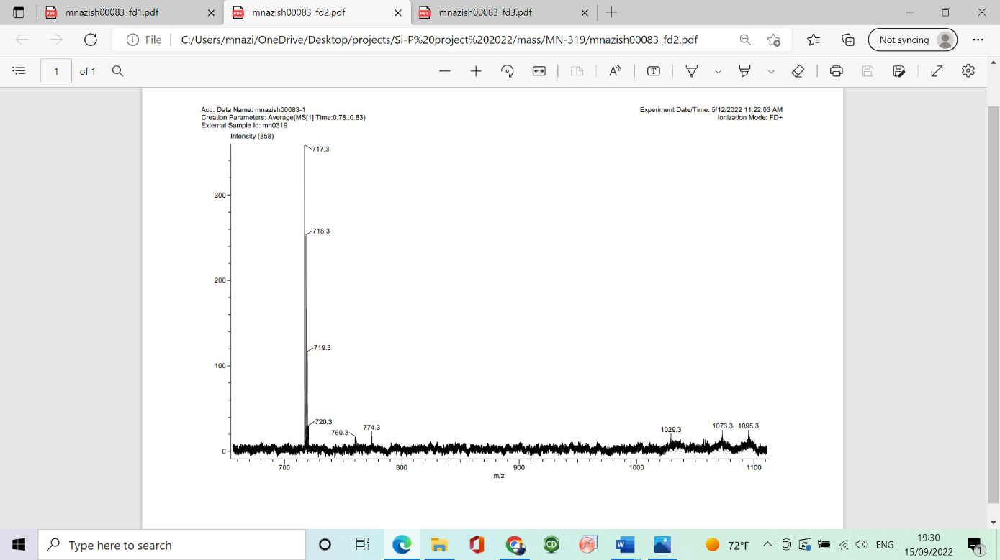 mnazish00083_fd1.pdf
mnazish00083_fd2.pdf
mnazish00083_fd3.pdf
File
C:/Users/mnazi/OneDrive/Desktop/projects/Si-P%20project%202022/mass/MN-319/mnazish00083_fd2.pdf
Not syncing
1 of 1
Acq. Data Name: mnazish00083-1
Creation Parameters: Average(MS[1] Time:0.78..0.83)
External Sample Id: mn0319
Experiment Date/Time: 5/12/2022 11:22:03 AM
Ionization Mode: FD+
Intensity (358)
717.3
300
718.3
200
719.3
100
720.3
760.3
774.3
1029.3
1073.3
1095.3
0
700 800 900 1000 1100
m/z
Type here to search
72°F
ENG
19:30
15/09/2022
1